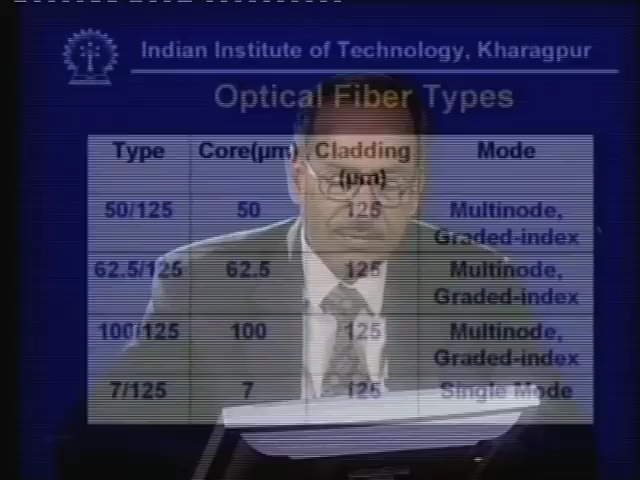 Indian Institute of Technology, Kharagpur
Optical Fiber Types
Type Core(µm) Cladding (µm) Mode
50/125 50 125 Multinode,
Graded-index
62.5/125 62.5 125 Multinode,
Graded-index
100/125 100 125 Multinode,
Graded-index
7/125 7 125 Single Mode